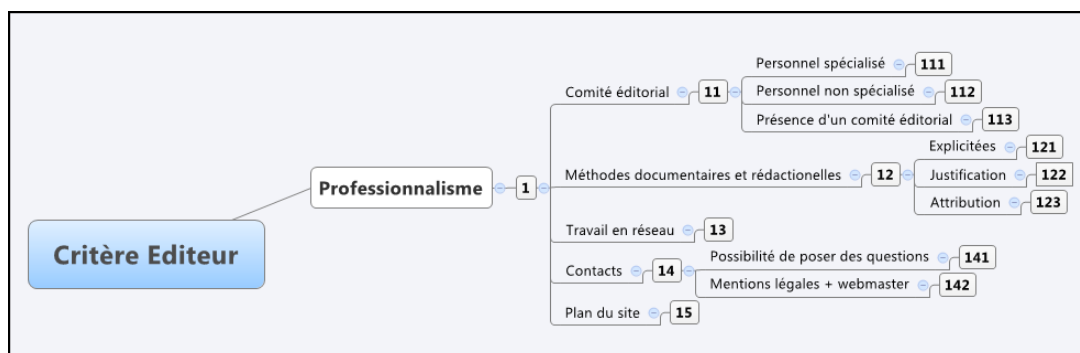 Critère Editeur
Professionnalisme
1
Comité éditorial
11
Personnel spécialisé
111
Personnel non spécialisé
112
Présence d'un comité éditorial
113
Méthodes documentaires et rédactionelles
12
Explicitées
121
Justification
122
Attribution
123
Travail en réseau
13
Contacts
14
Possibilité de poser des questions
141
Mentions légales + webmaster
142
Plan du site
15